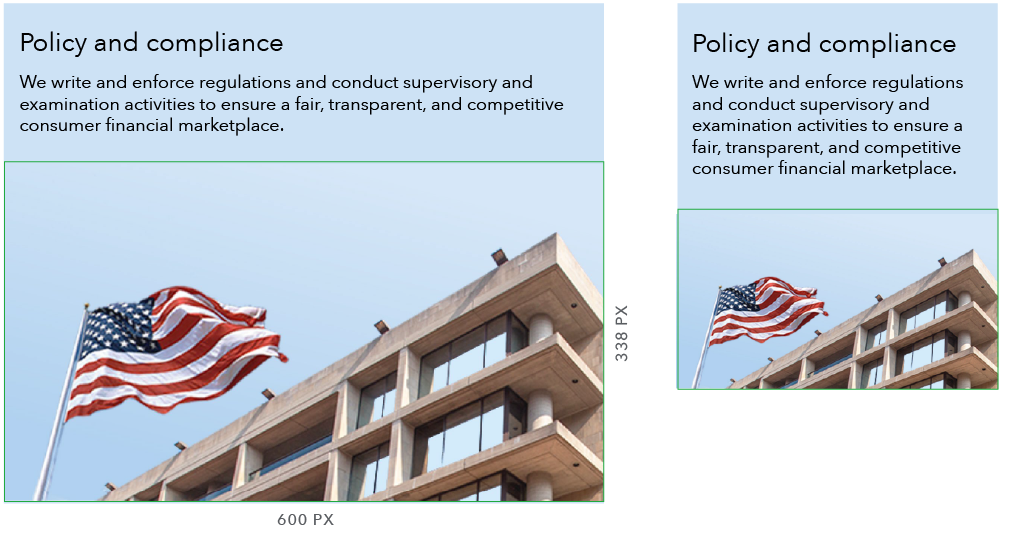 Policy and compliance
We write and enforce regulations and conduct supervisory and
examination activities to ensure a fair, transparent, and competitive
consumer financial marketplace.
338 PX
600 PX
Policy and compliance
We write and enforce regulations
and conduct supervisory and
examination activities to ensure a
fair, transparent, and competitive
consumer financial marketplace.